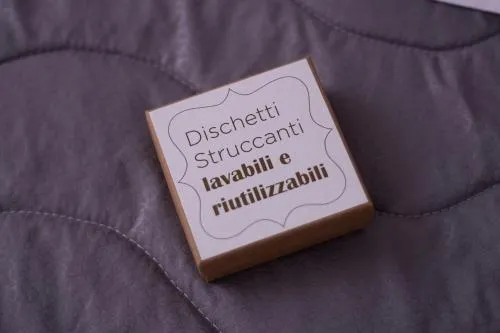 Dischetti
Struccanti
lavabili e
riutilizzabili